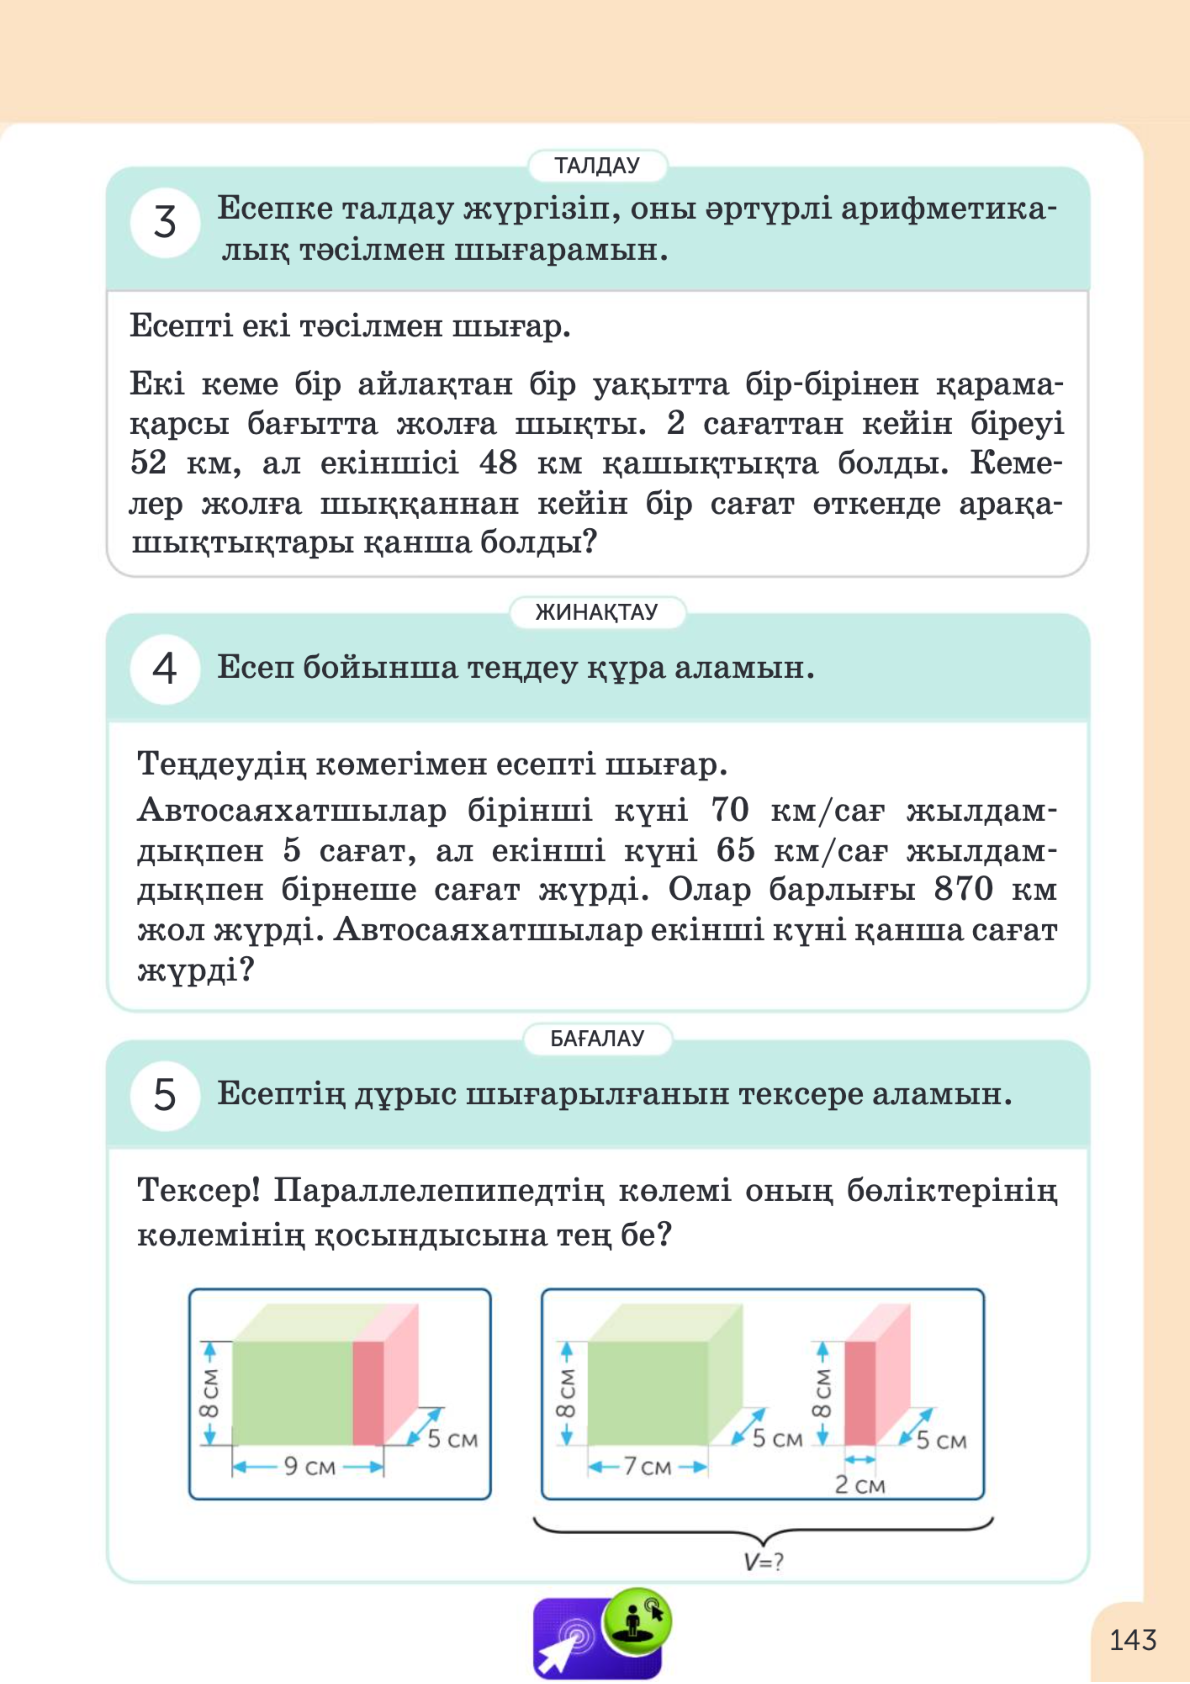 ТАЛДАУ
3
Есепке талдау жүргізіп, оны әртүрлі арифметика-
лық тәсілмен шығарамын.
Есепті екі тәсілмен шығар.
Екі кеме бір айлақтан бір уақытта бір-бірінен қарама-
қарсы бағытта жолға шықты. 2 сағаттан кейін біреуі
52 км, ал екіншісі 48 км қашықтықта болды. Кеме-
лер жолға шыққаннан кейін бір сағат өткенде арақа-
шықтықтары қанша болды?
ЖИНАҚТАУ
4
Есеп бойынша теңдеу құра аламын.
Теңдеудің көмегімен есепті шығар.
Автосаяхатшылар бірінші күні 70 км/сағ жылдам-
дықпен 5 сағат, ал екінші күні 65 км/сағ жылдам-
дықпен бірнеше сағат жүрді. Олар барлығы 870 км
жол жүрді. Автосаяхатшылар екінші күні қанша сағат
жүрді?
БАҒАЛАУ
5
Есептің дұрыс шығарылғанын тексере аламын.
Тексер! Параллелепипедтің көлемі оның бөліктерінің
көлемінің қосындысына тең бе?
8 см
5 см
9 см
8 см
5 см
7 см
8 см
5 см
2 см
V=?
143